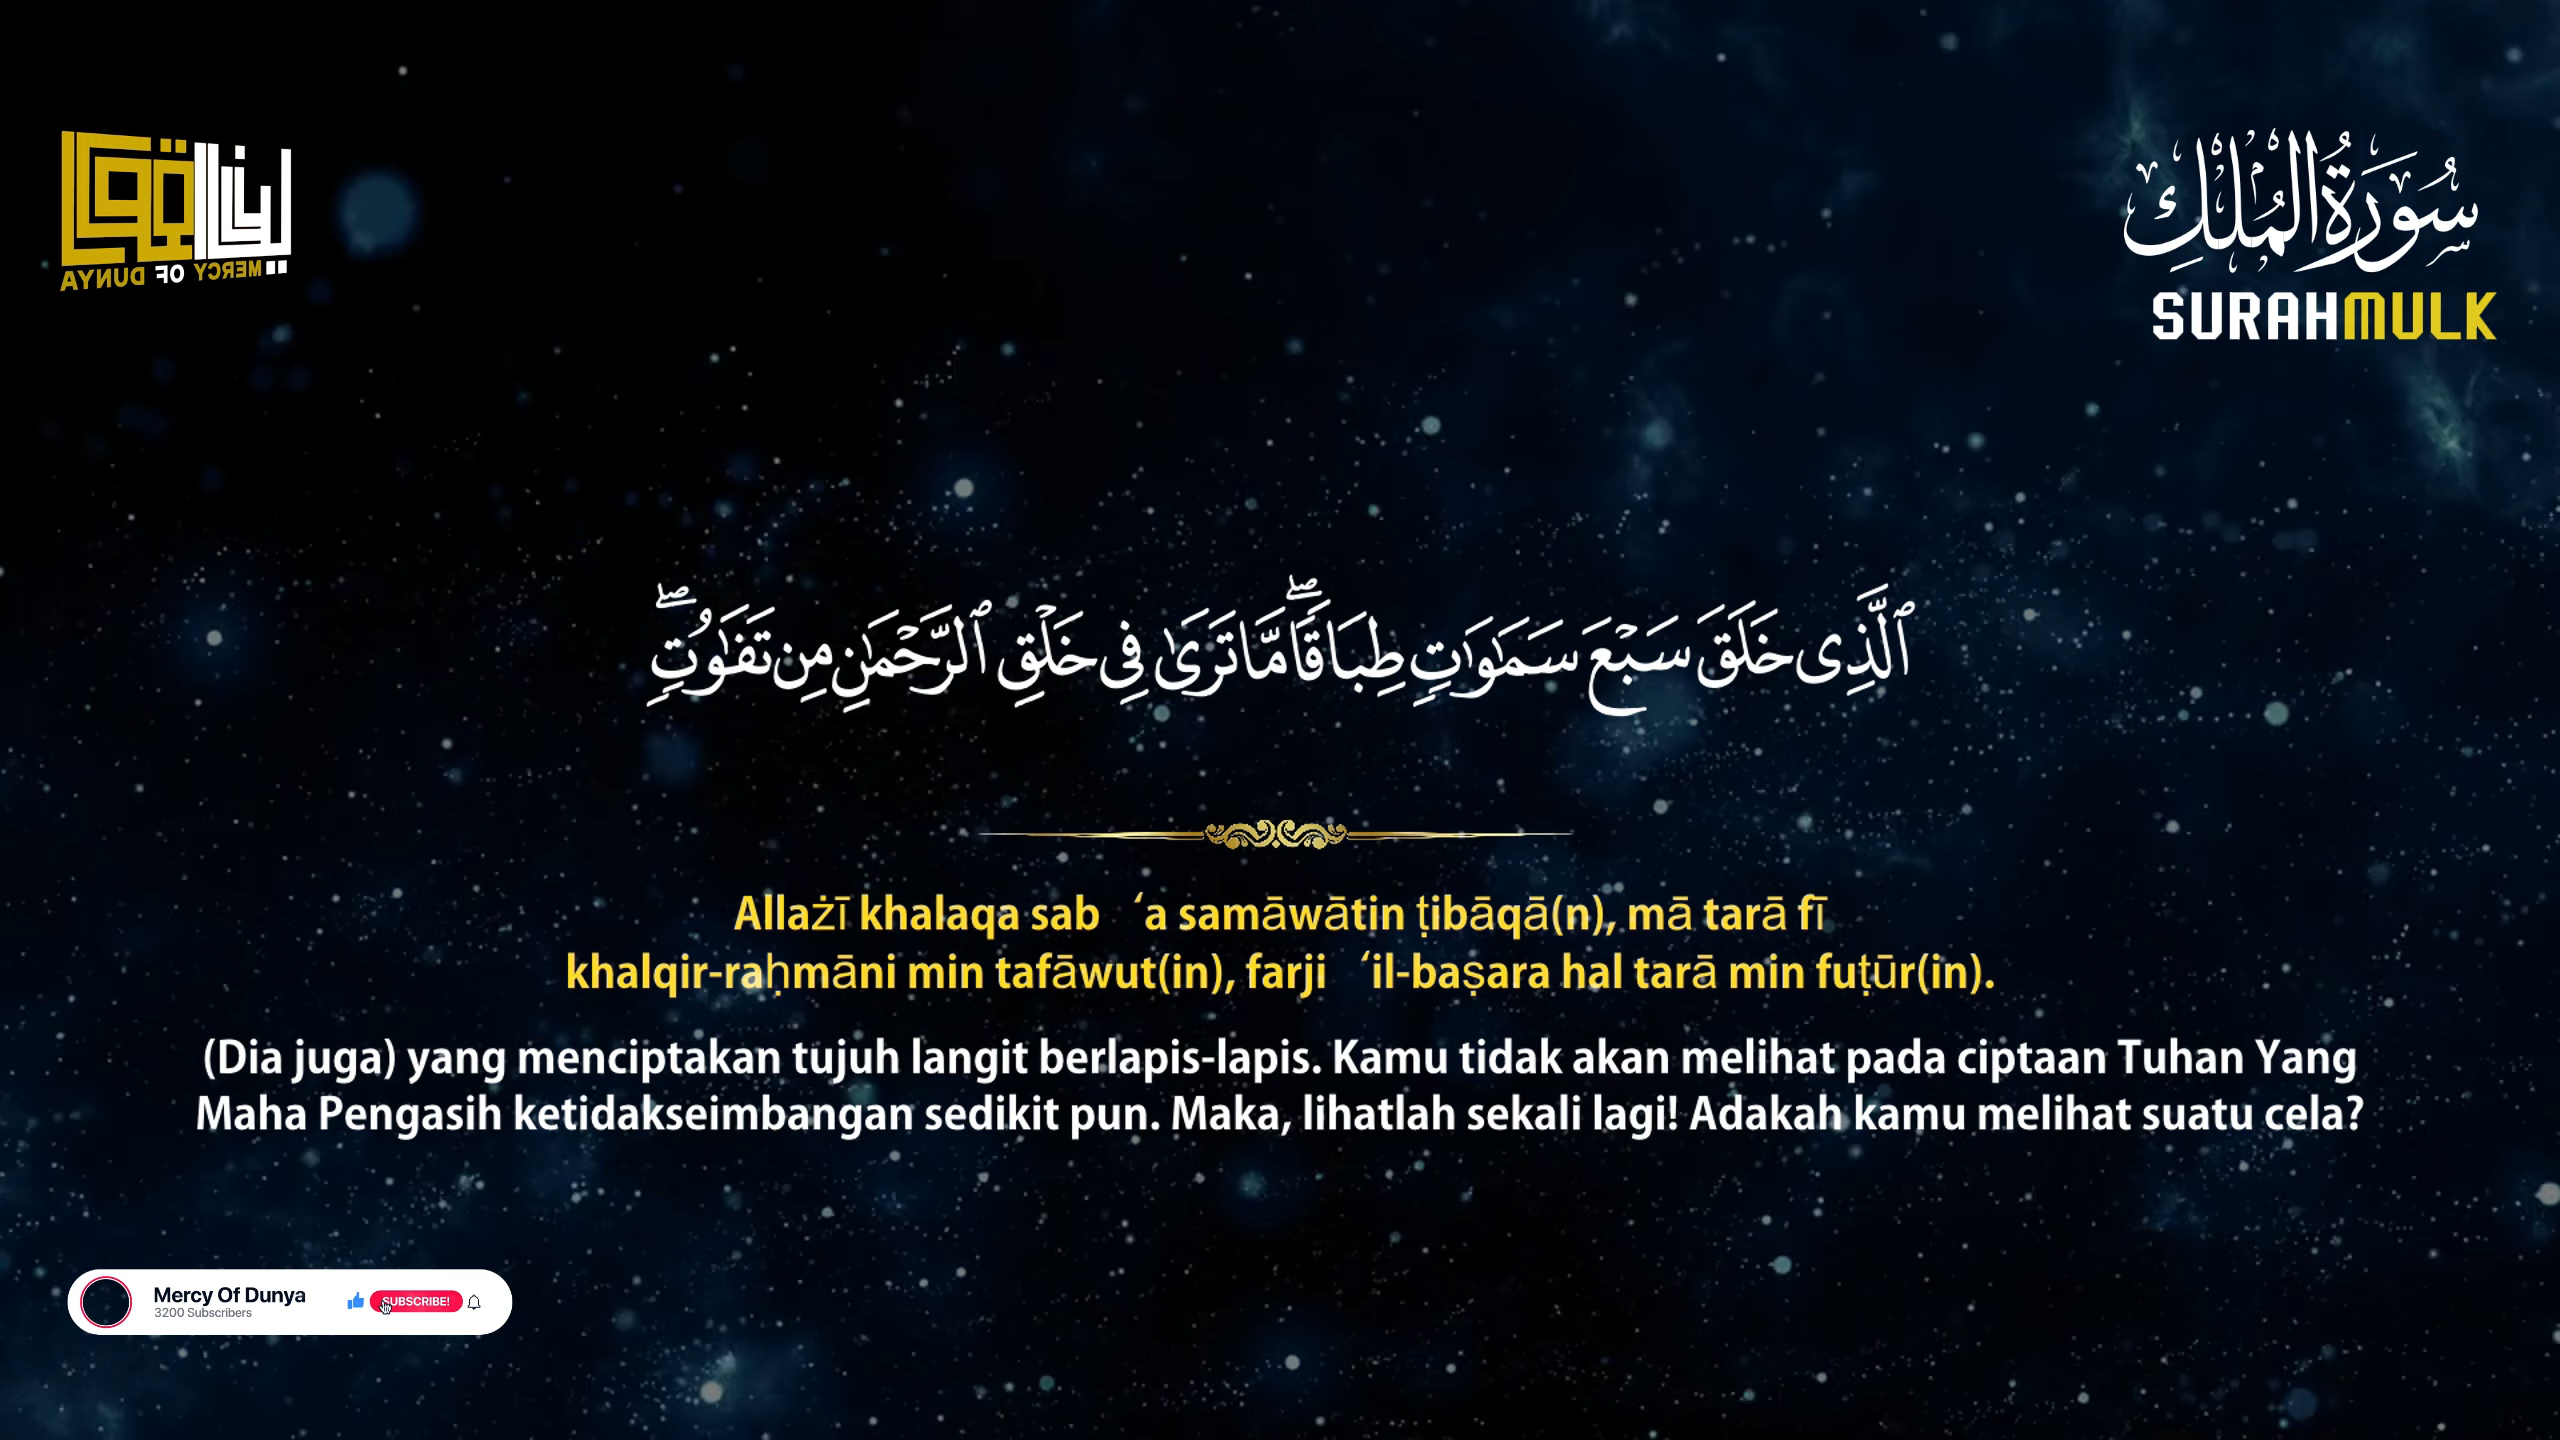 MERCY OF DUNYA
سُورَةُ الْمُلْكِ
SURAHMULK
ٱلَّذِى خَلَقَ سَبْعَ سَمَٰوَٰتٍ طِبَاقًا ۖ مَّا تَرَىٰ فِى خَلْقِ ٱلرَّحْمَٰنِ مِن تَفَٰوُتٍ ۖ
Allażī khalaqa sab ‘a samāwātin ṭibāqā(n), mā tarā fī
khalqir-raḥmāni min tafāwut(in), farji ‘il-baṣara hal tarā min fuṭūr(in).
(Dia juga) yang menciptakan tujuh langit berlapis-lapis. Kamu tidak akan melihat pada ciptaan Tuhan Yang
Maha Pengasih ketidakseimbangan sedikit pun. Maka, lihatlah sekali lagi! Adakah kamu melihat suatu cela?
Mercy Of Dunya
3200 Subscribers
SUBSCRIBE!